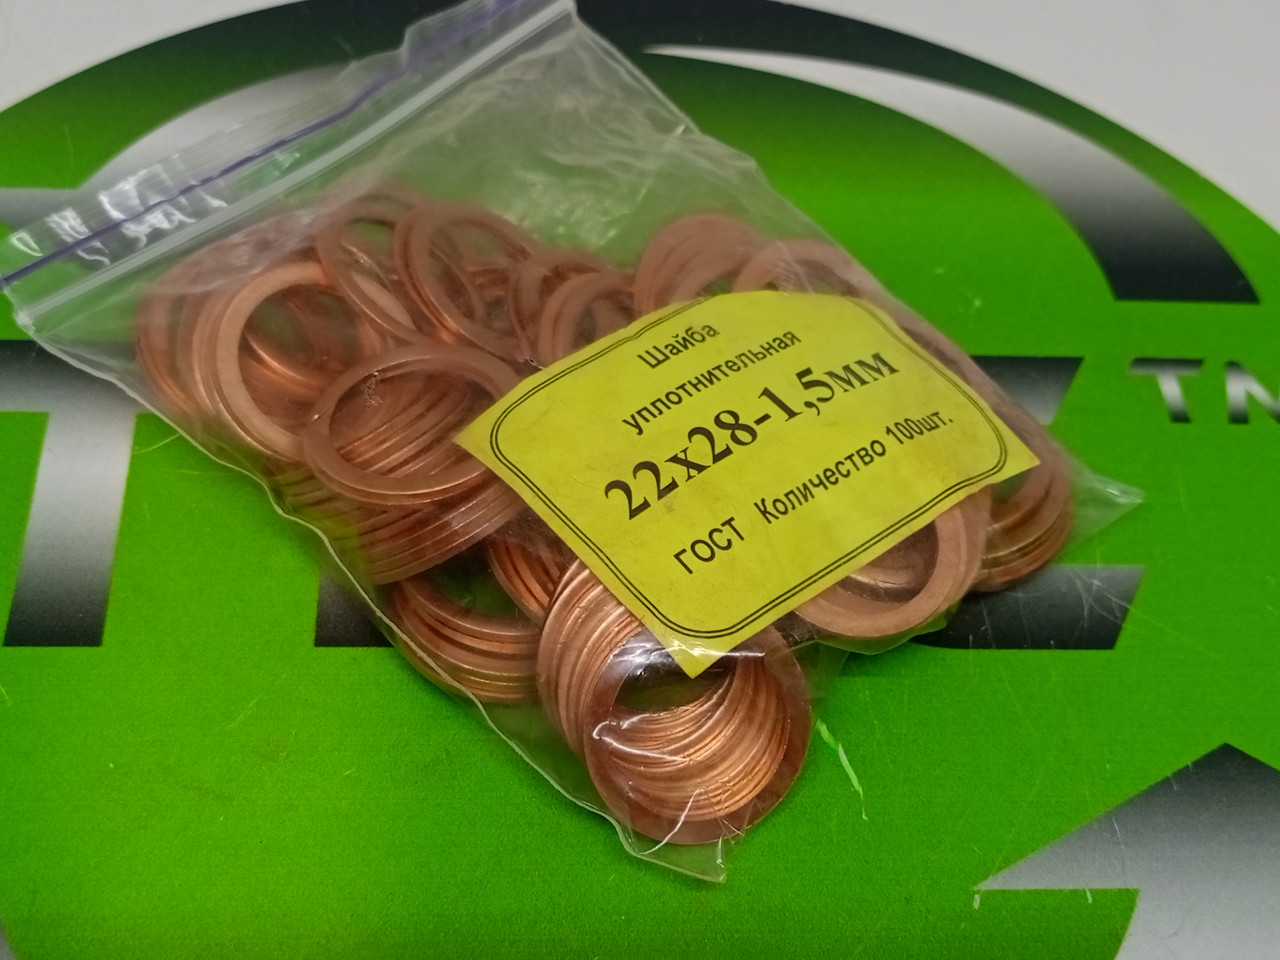 Шайба
уплотнительная
22х28-1,5мм
ГОСТ Количество 100шт.
TM